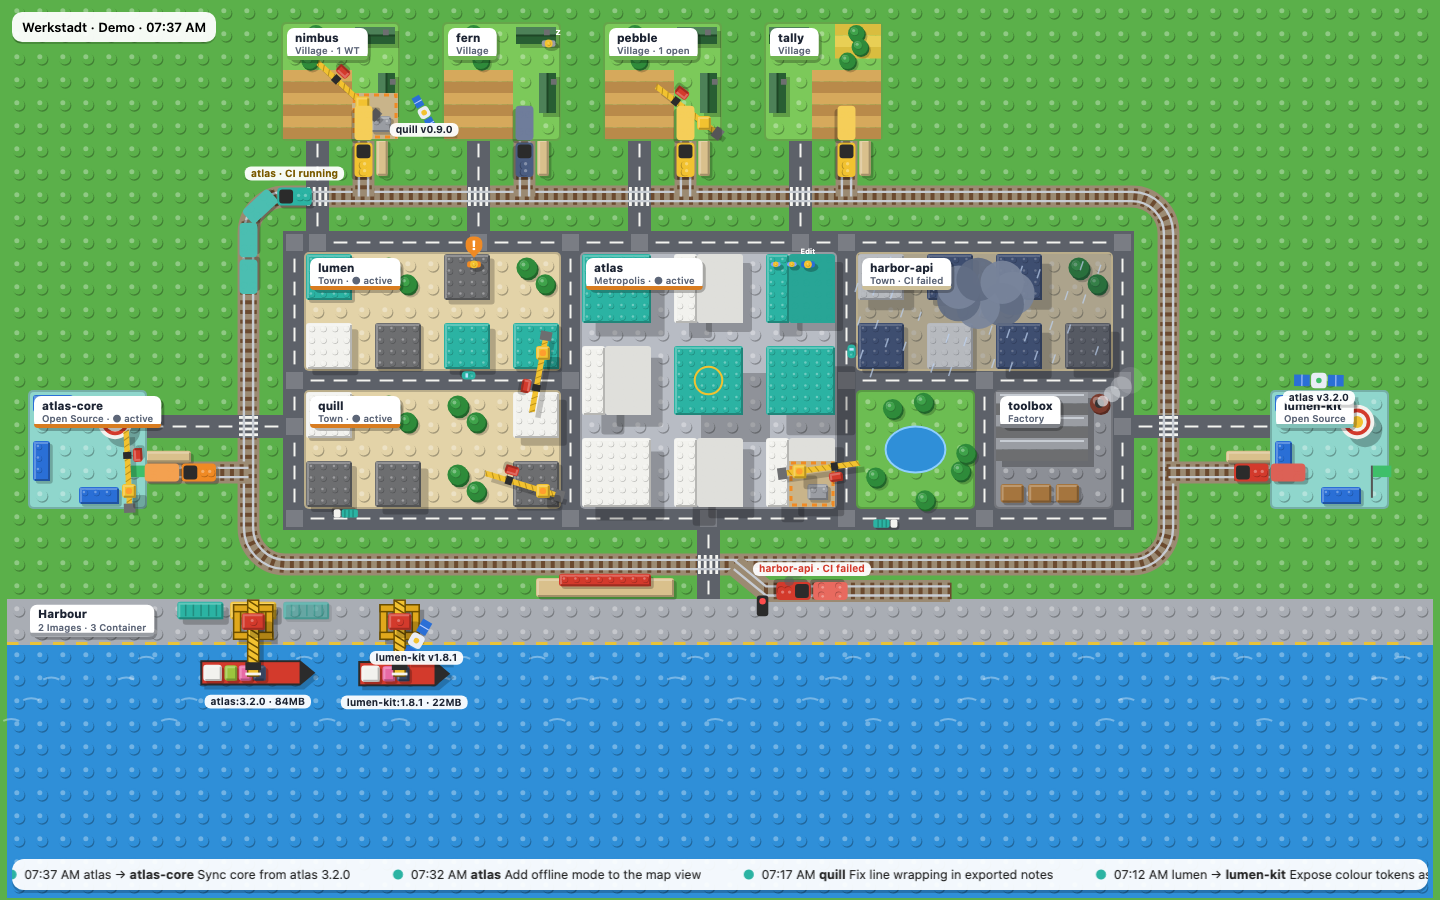 Werkstadt · Demo · 07:37 AM
nimbus
Village · 1 WT
fern
Village
z
pebble
Village · 1 open
tally
Village
quill v0.9.0
atlas · CI running
!
Edit
lumen
Town · ● active
atlas
Metropolis · ● active
harbor-api
Town · CI failed
atlas-core
Open Source · ● active
quill
Town · ● active
toolbox
Factory
atlas v3.2.0
lumen-kit
Open Source
harbor-api · CI failed
Harbour
2 Images · 3 Container
lumen-kit v1.8.1
atlas:3.2.0 · 84MB
lumen-kit:1.8.1 · 22MB
07:37 AM atlas → atlas-core Sync core from atlas 3.2.0
07:32 AM atlas Add offline mode to the map view
07:17 AM quill Fix line wrapping in exported notes
07:12 AM lumen → lumen-kit Expose colour tokens as